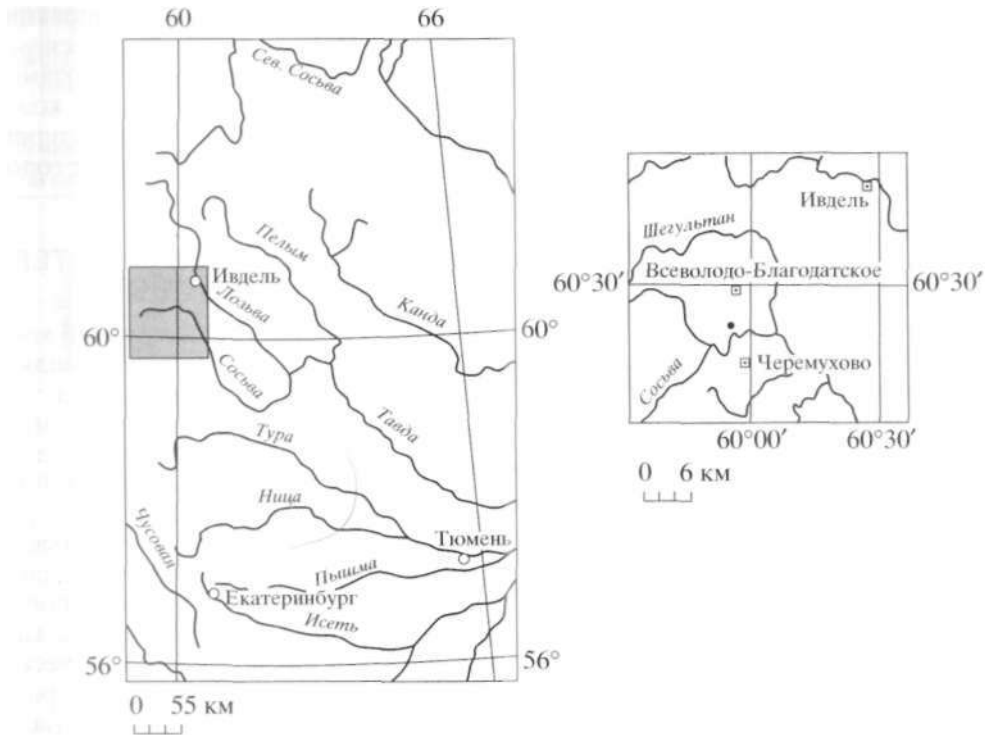 60 66
Сев. Сосьва
Ивдель
Пелым
Лозьва
Канда
60° 60°
Сосьва
Тавда
Тура
Ница
Чусовая
Тюмень
Пышма
Екатеринбург
Исеть
56° 56°
0 55 км
Ивдель
Шегультан
Всеволодо-Благодатское
60°30′ 60°30′
Сосьва
Черемухово
60°00′ 60°30′
0 6 км